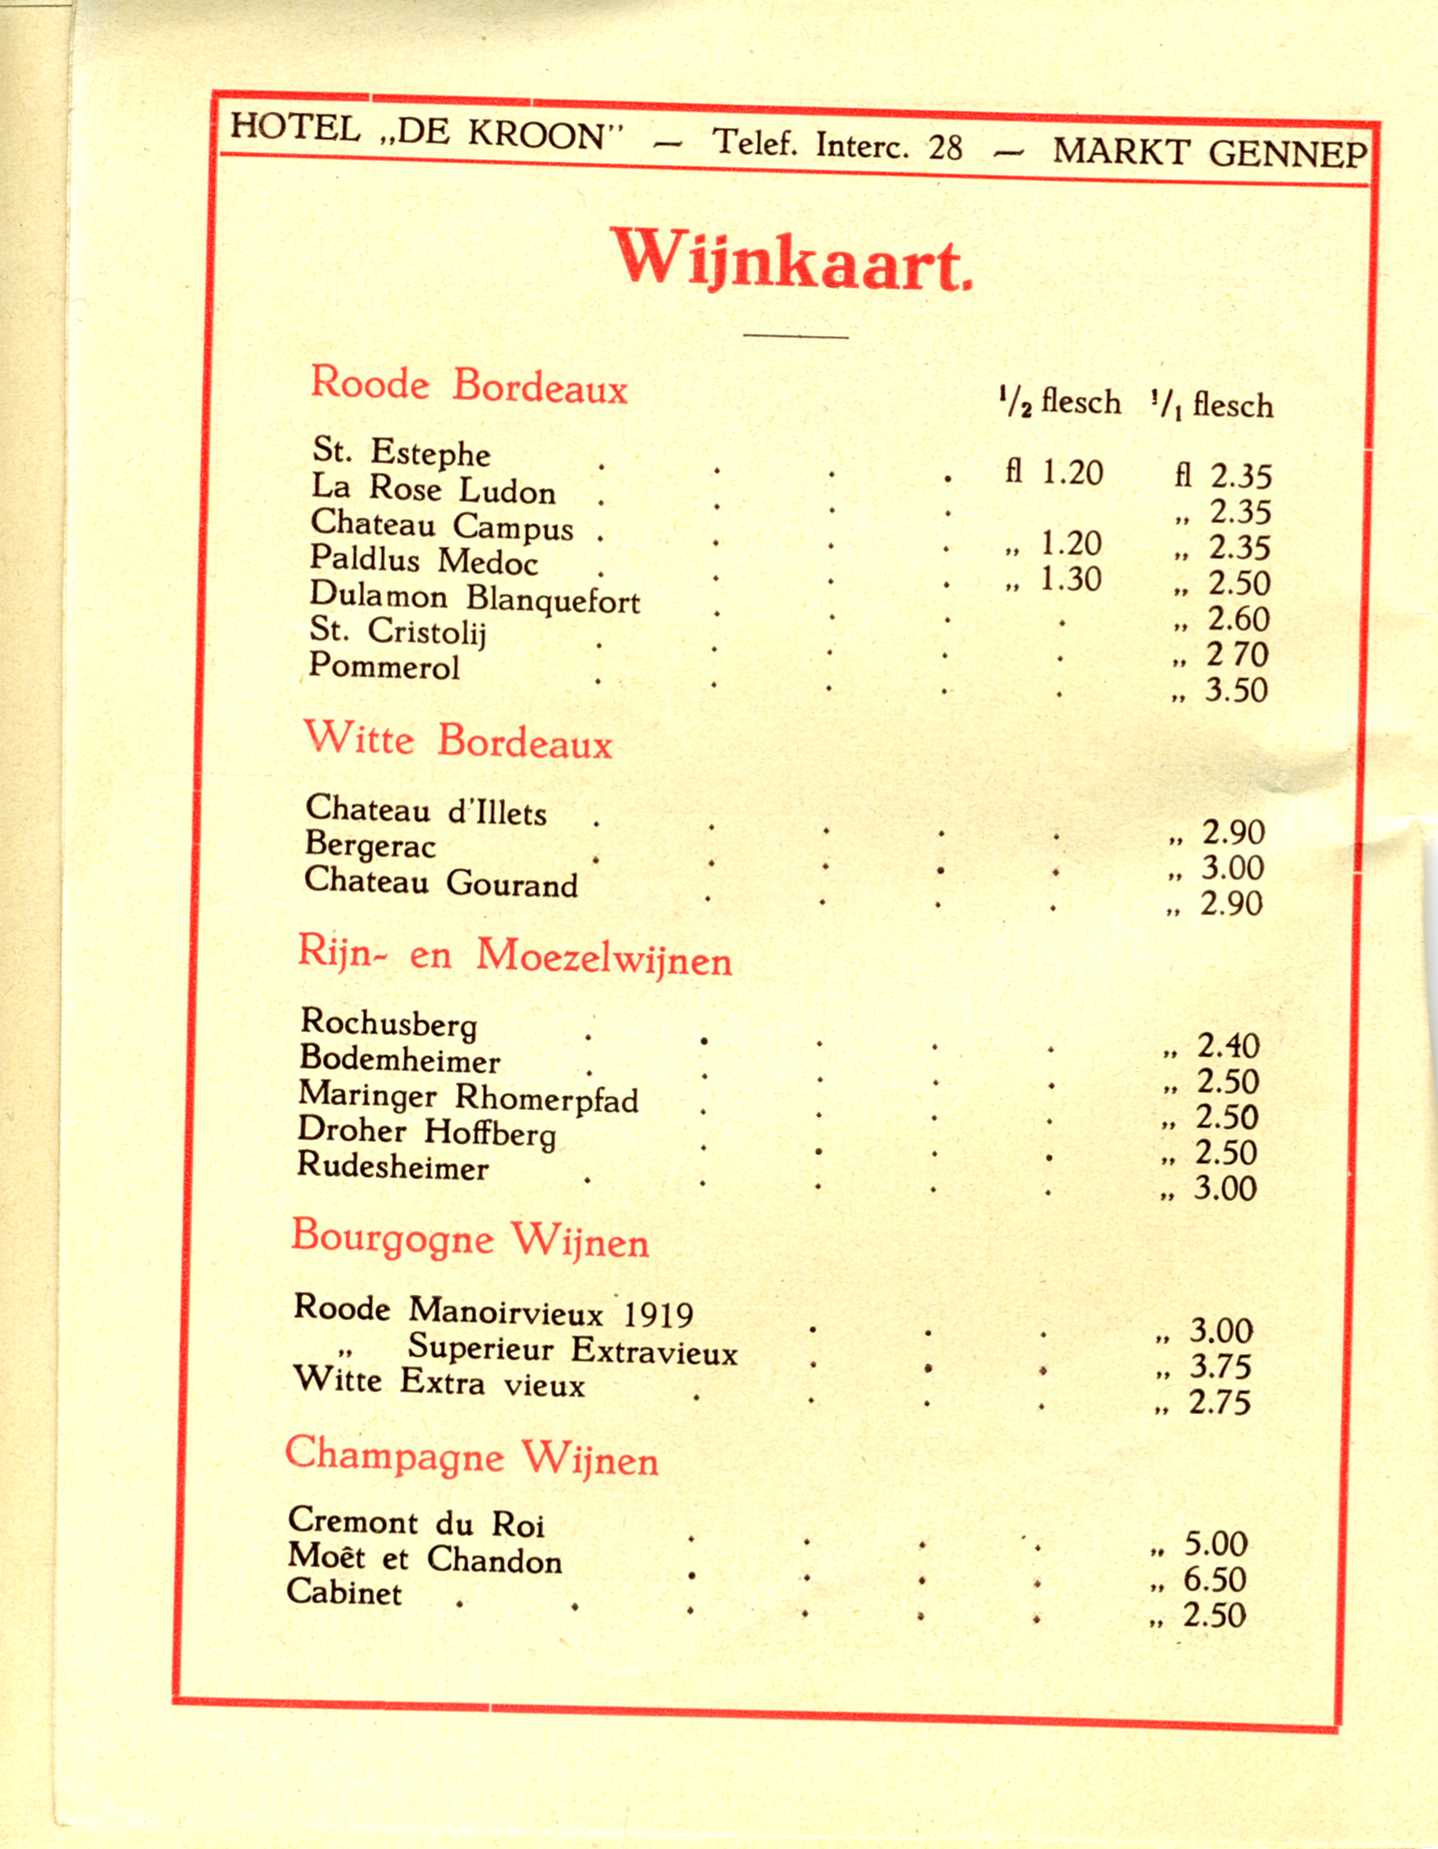 HOTEL „DE KROON" — Telef. Interc. 28 — MARKT GENNEP
Wijnkaart.
Roode Bordeaux 1/2 flesch 1/1 flesch
St. Estephe . . . . fl 1.20 fl 2.35
La Rose Ludon . . . . „ 2.35
Chateau Campus . . . . „ 1.20 „ 2.35
Paldlus Medoc . . . . „ 1.30 „ 2.50
Dulamon Blanquefort . . . . „ 2.60
St. Cristolij . . . . . „ 2 70
Pommerol . . . . . „ 3.50
Witte Bordeaux
Chateau d'Illets . . . . . „ 2.90
Bergerac . . . . . „ 3.00
Chateau Gourand . . . . „ 2.90
Rijn- en Moezelwijnen
Rochusberg . . . . . „ 2.40
Bodemheimer . . . . . „ 2.50
Maringer Rhomerpfad . . . . „ 2.50
Droher Hoffberg . . . . „ 2.50
Rudesheimer . . . . . „ 3.00
Bourgogne Wijnen
Roode Manoirvieux 1919 . . . „ 3.00
„ Superieur Extravieux . . . „ 3.75
Witte Extra vieux . . . . „ 2.75
Champagne Wijnen
Cremont du Roi . . . . „ 5.00
Moêt et Chandon . . . . „ 6.50
Cabinet . . . . . . „ 2.50